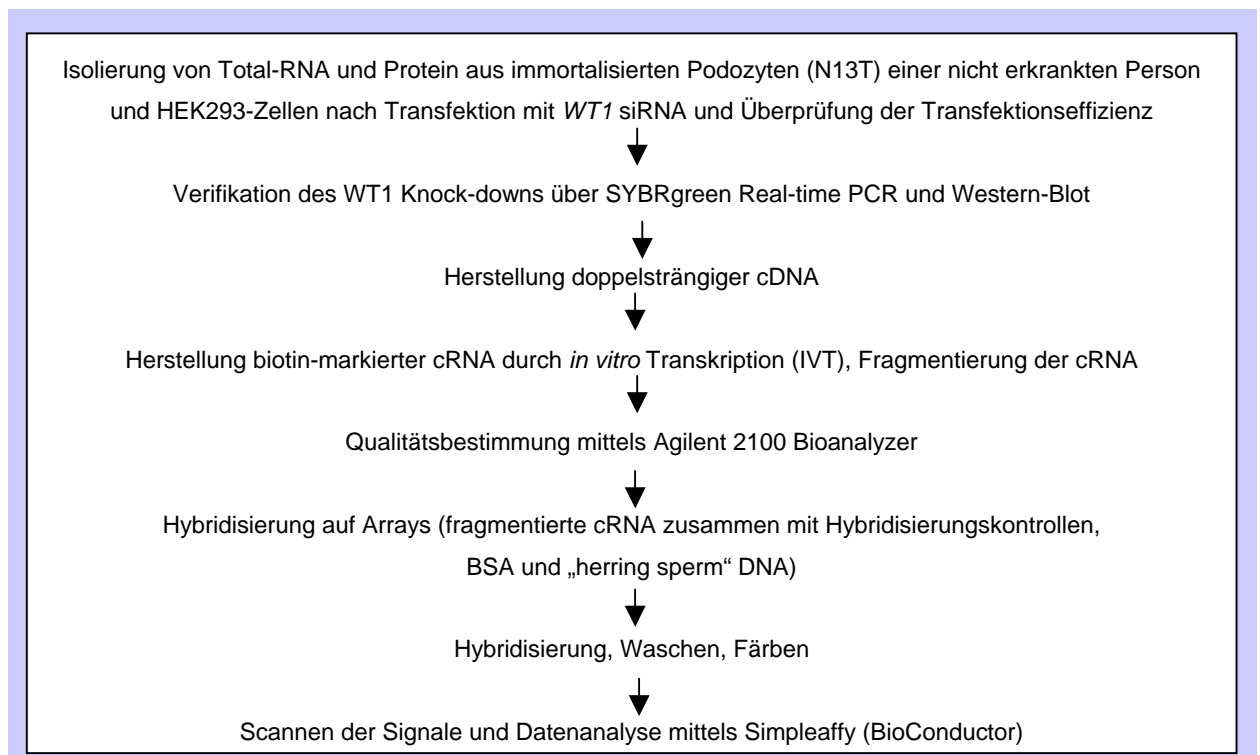 Isolierung von Total-RNA und Protein aus immortalisierten Podozyten (N13T) einer nicht erkrankten Person
und HEK293-Zellen nach Transfektion mit WT1 siRNA und Überprüfung der Transfektionseffizienz
Verifikation des WT1 Knock-downs über SYBRgreen Real-time PCR und Western-Blot
Herstellung doppelsträngiger cDNA
Herstellung biotin-markierter cRNA durch in vitro Transkription (IVT), Fragmentierung der cRNA
Qualitätsbestimmung mittels Agilent 2100 Bioanalyzer
Hybridisierung auf Arrays (fragmentierte cRNA zusammen mit Hybridisierungskontrollen,
BSA und „herring sperm“ DNA)
Hybridisierung, Waschen, Färben
Scannen der Signale und Datenanalyse mittels Simpleaffy (BioConductor)